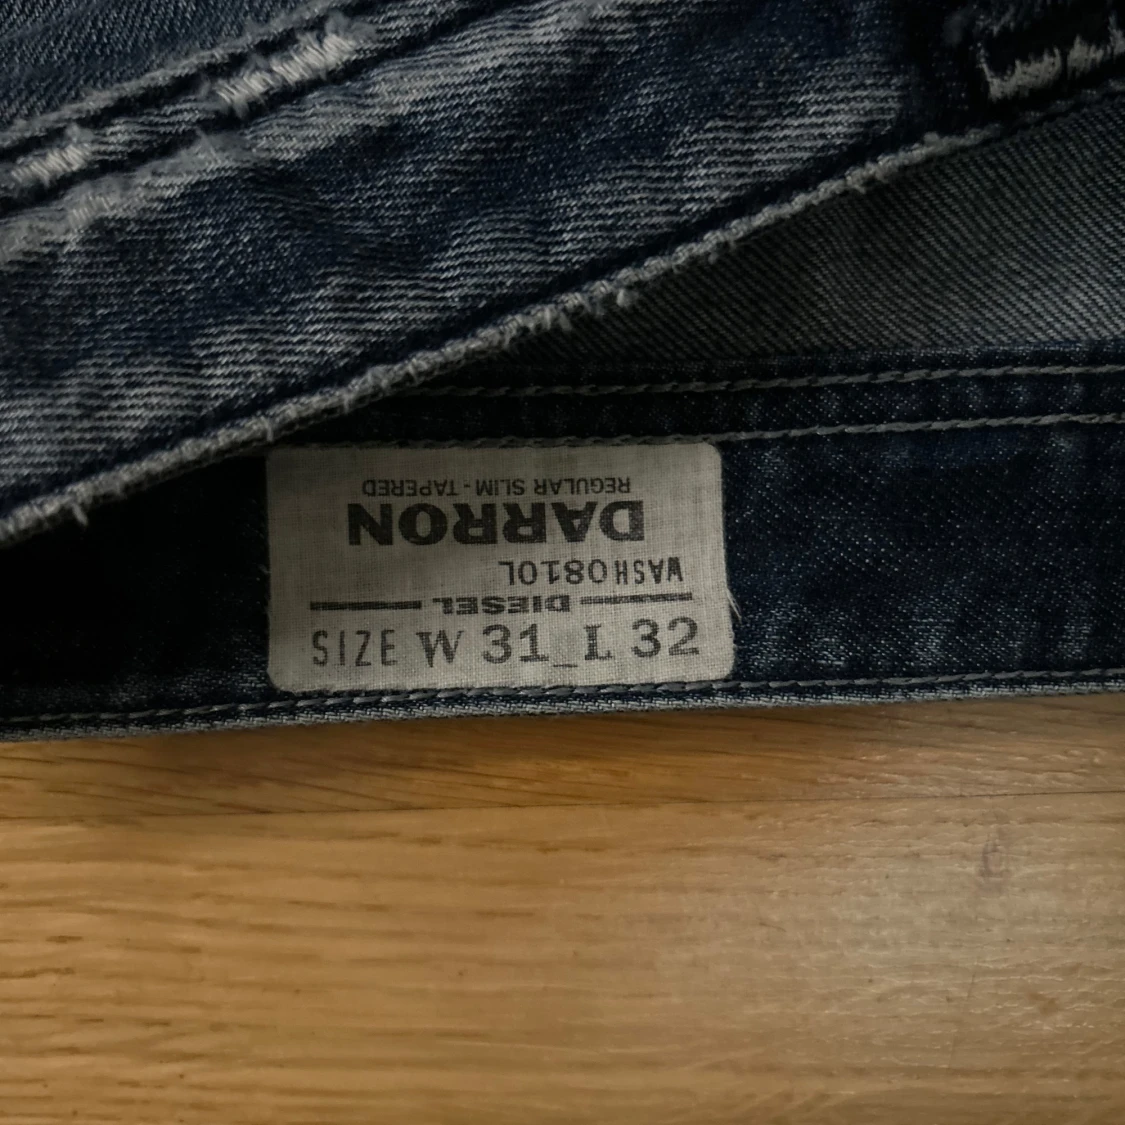 REGULAR SLIM - TAPERED
DARRON
WASH 0810L
DIESEL
SIZE W 31_L 32